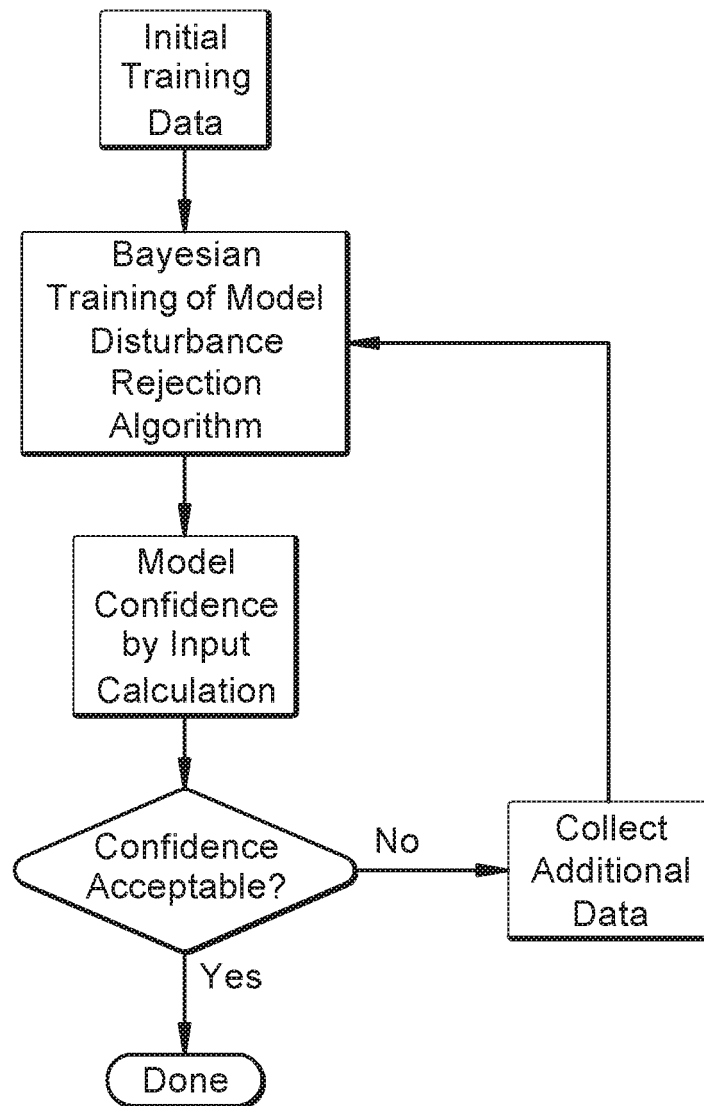 Initial
Training
Data
Bayesian
Training of Model
Disturbance
Rejection
Algorithm
Model
Confidence
by Input
Calculation
Confidence
Acceptable?
No
Collect
Additional
Data
Yes
Done